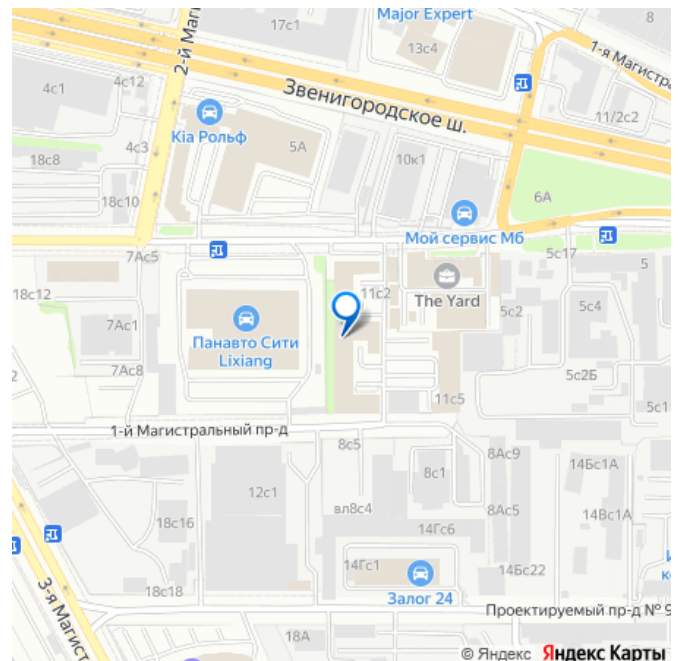 Major Expert
17с1
13с4
8
1-я Магистра
2-й Маг
4с1
4с12
Звенигородское ш.
11/2с2
Kia Рольф
5А
4с3
10к1
18с8
18с10
6А
Мой сервис Мб
7Ас5
5с17
5
18с12
11с2
The Yard
5с2
5с4
7Ас1
Панавто Сити
Lixiang
7Ас8
5с2Б
2
11с5
5с1
1-й Магистральный пр-д
8с5
8Ас9
8с1
14Бс1А
12с1
вл8с4
8Ас5
14Вс1А
18с16
14Гс6
14Гс1
14Бс22
И
к
18с18
Залог 24
3-я Магист
Проектируемый пр-д № 9
18А
© Яндекс Яндекс Карты